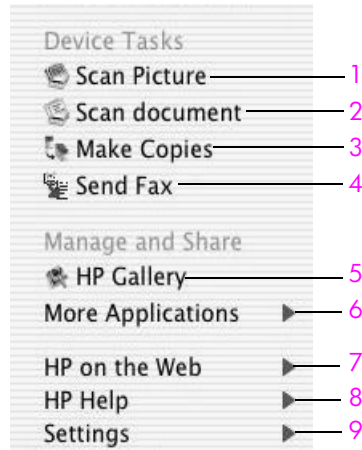 Device Tasks
Scan Picture 1
Scan document 2
Make Copies 3
Send Fax 4
Manage and Share
HP Gallery 5
More Applications 6
HP on the Web 7
HP Help 8
Settings 9